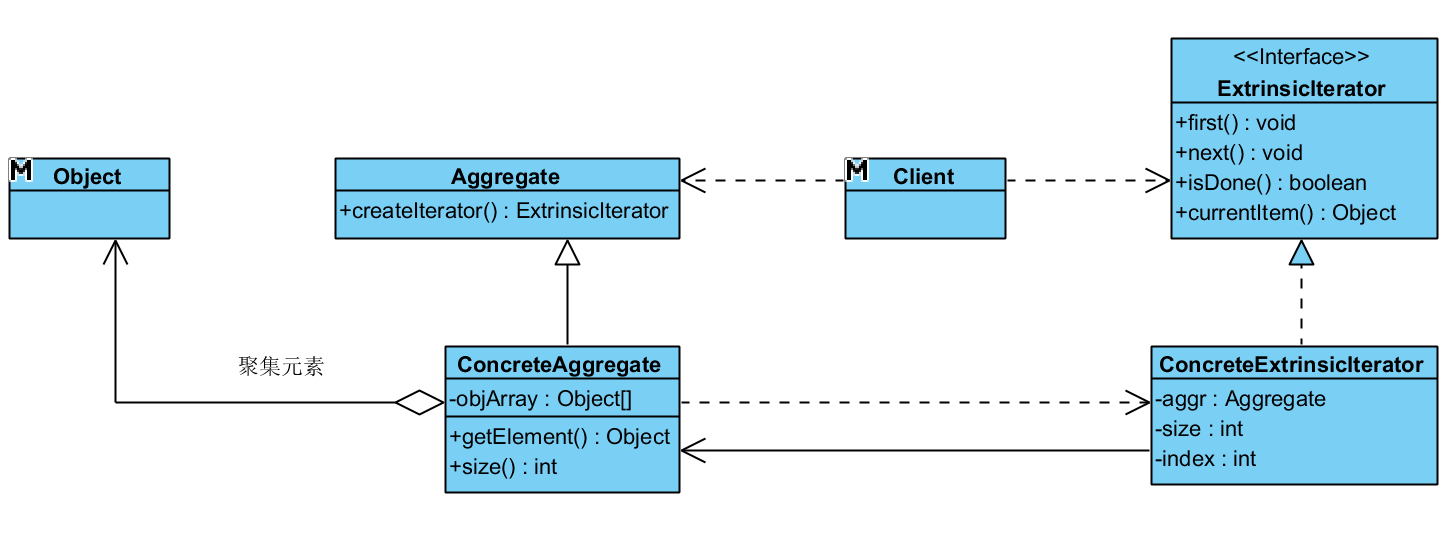 <<Interface>>
ExtrinsicIterator
+first() : void
+next() : void
+isDone() : boolean
+currentItem() : Object
M
Object
Aggregate
+createIterator() : ExtrinsicIterator
M
Client
聚集元素
ConcreteAggregate
-objArray : Object[]
+getElement() : Object
+size() : int
ConcreteExtrinsicIterator
-aggr : Aggregate
-size : int
-index : int